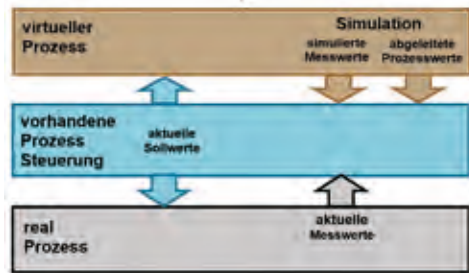 virtueller
Prozess
Simulation
simulierte
Messwerte
abgeleitete
Prozesswerte
vorhandene
Prozess
Steuerung
aktuelle
Sollwerte
real
Prozess
aktuelle
Messwerte